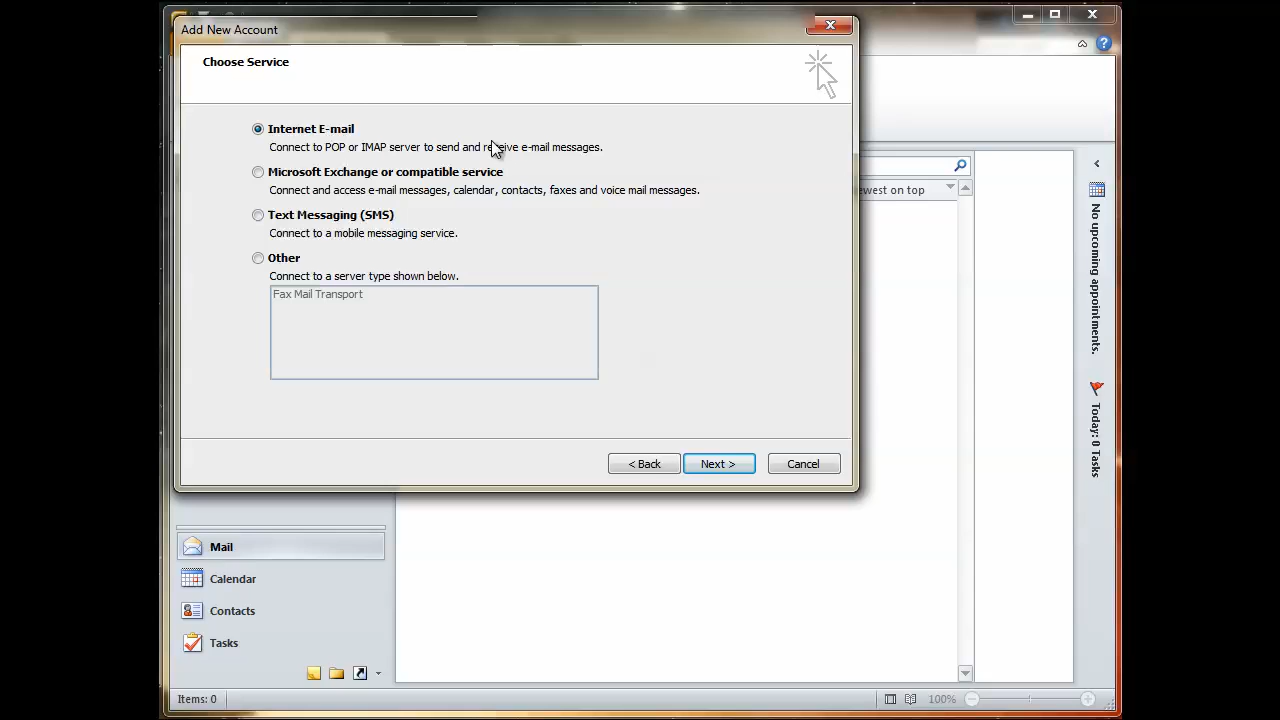 Add New Account
Choose Service
Internet E-mail
Connect to POP or IMAP server to send and receive e-mail messages.
Microsoft Exchange or compatible service
Connect and access e-mail messages, calendar, contacts, faxes and voice mail messages.
Text Messaging (SMS)
Connect to a mobile messaging service.
Other
Connect to a server type shown below.
Fax Mail Transport
< Back
Next >
Cancel
ewest on top
No upcoming appointments.
Today: 0 Tasks
Mail
Calendar
Contacts
Tasks
Items: 0
100%